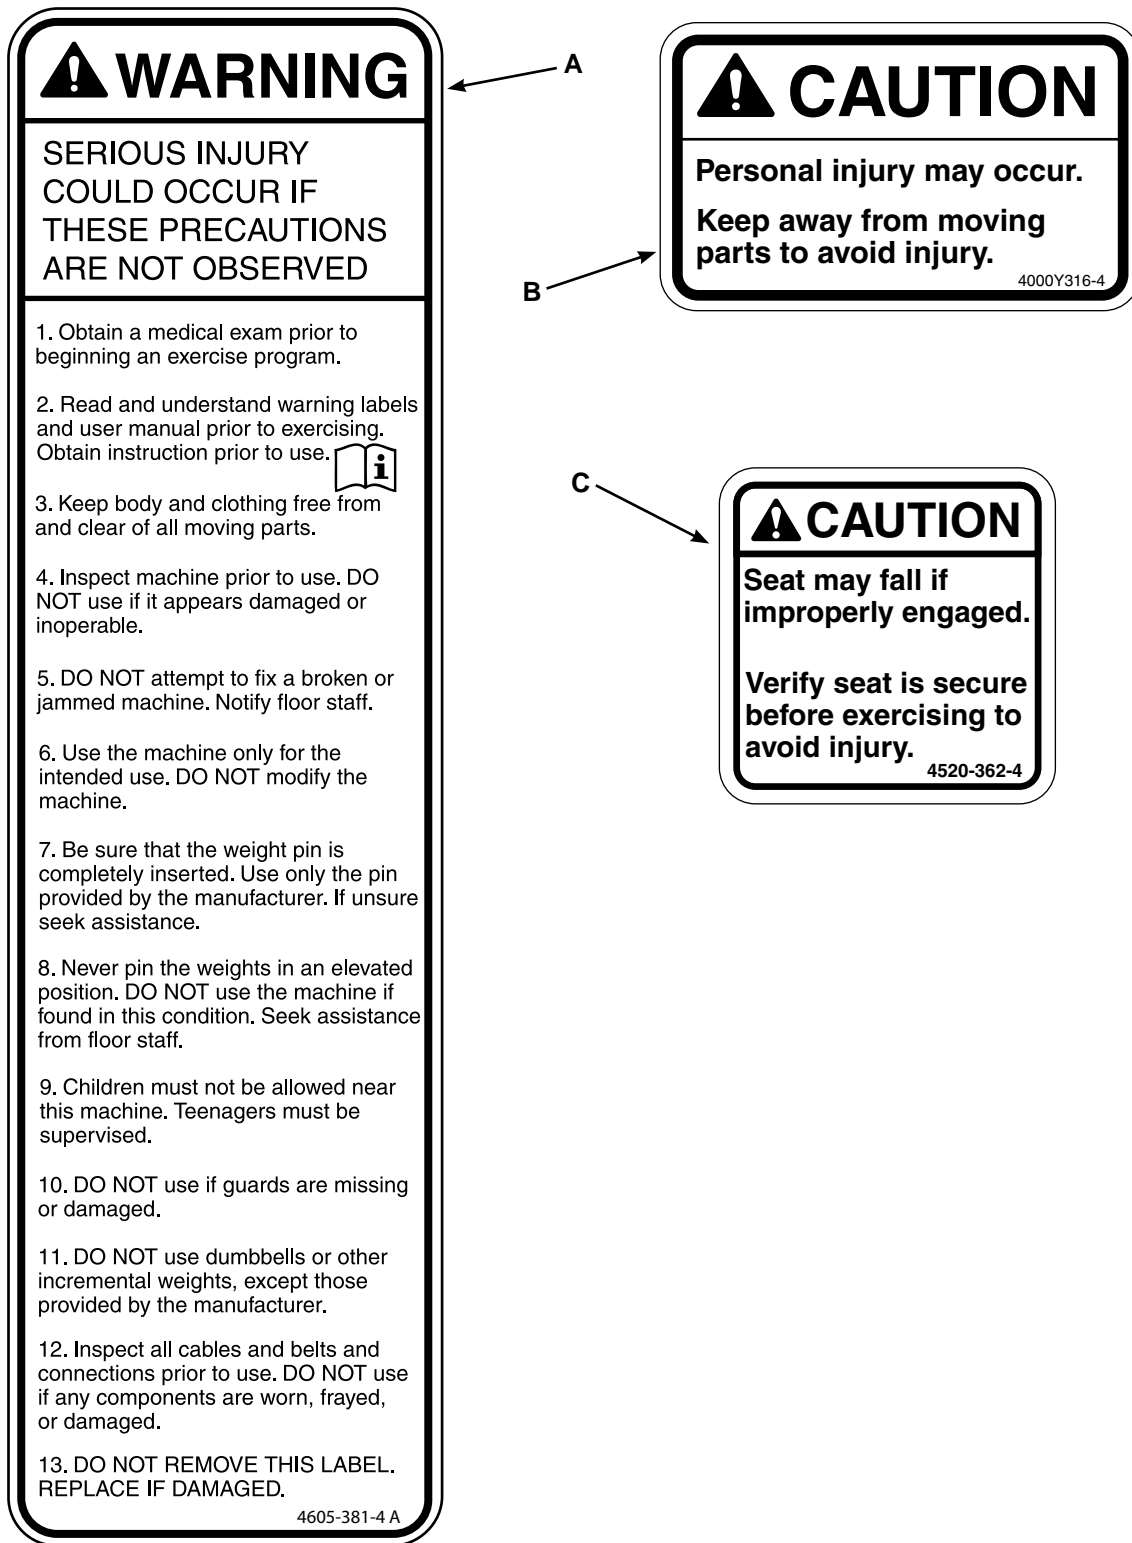 WARNING
SERIOUS INJURY
COULD OCCUR IF
THESE PRECAUTIONS
ARE NOT OBSERVED
1. Obtain a medical exam prior to
beginning an exercise program.
2. Read and understand warning labels
and user manual prior to exercising.
Obtain instruction prior to use.
i
3. Keep body and clothing free from
and clear of all moving parts.
4. Inspect machine prior to use. DO
NOT use if it appears damaged or
inoperable.
5. DO NOT attempt to fix a broken or
jammed machine. Notify floor staff.
6. Use the machine only for the
intended use. DO NOT modify the
machine.
7. Be sure that the weight pin is
completely inserted. Use only the pin
provided by the manufacturer. If unsure
seek assistance.
8. Never pin the weights in an elevated
position. DO NOT use the machine if
found in this condition. Seek assistance
from floor staff.
9. Children must not be allowed near
this machine. Teenagers must be
supervised.
10. DO NOT use if guards are missing
or damaged.
11. DO NOT use dumbbells or other
incremental weights, except those
provided by the manufacturer.
12. Inspect all cables and belts and
connections prior to use. DO NOT use
if any components are worn, frayed,
or damaged.
13. DO NOT REMOVE THIS LABEL.
REPLACE IF DAMAGED.
4605-381-4 A
A
CAUTION
Personal injury may occur.
Keep away from moving
parts to avoid injury.
4000Y316-4
B
C
CAUTION
Seat may fall if
improperly engaged.
Verify seat is secure
before exercising to
avoid injury.
4520-362-4